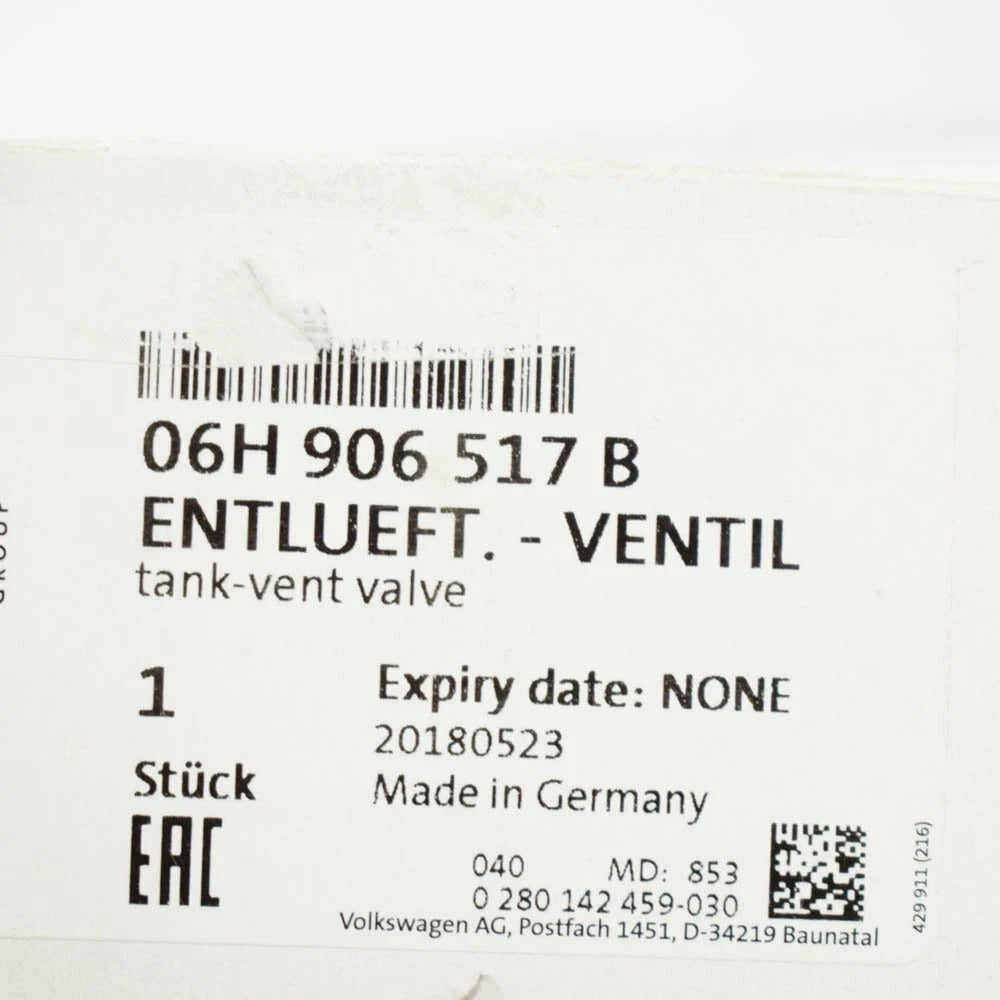 06H 906 517 B
ENTLUEFT. - VENTIL
tank-vent valve
1
Stück
Expiry date: NONE
20180523
Made in Germany
EAC
040 MD: 853
0 280 142 459-030
Volkswagen AG, Postfach 1451, D-34219 Baunatal
429 911 (216)
GROUP